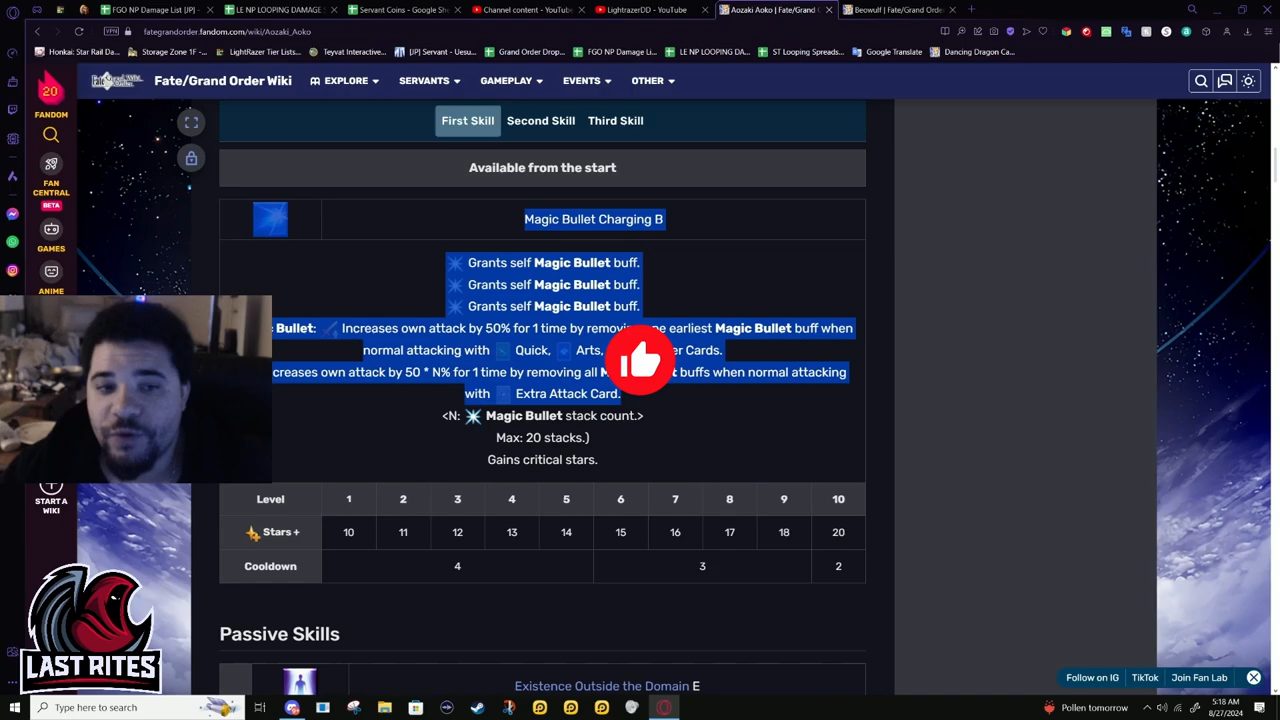 FGO NP Damage List [JP] -
LE NP LOOPING DAMAGE
Servant Coins - Google She
Channel content - YouTube
LightrazerDD - YouTube
Aozaki Aoko | Fate/Grand
Beowulf | Fate/Grand Order
VPN
fategrandorder.fandom.com/wiki/Aozaki_Aoko
Honkai: Star Rail Da...
Storage Zone 1F -...
LightRazer Tier Lists...
Teyvat Interactive...
[JP] Servant - Uesu...
Grand Order Drop...
FGO NP Damage Li...
LE NP LOOPING DA...
ST Looping Spreads...
Google Translate
Dancing Dragon Ca...
20
FANDOM
FAN
CENTRAL
BETA
GAMES
ANIME
START A
WIKI
Fate/Grand Order Wiki
EXPLORE
SERVANTS
GAMEPLAY
EVENTS
OTHER
First Skill
Second Skill
Third Skill
Available from the start
Magic Bullet Charging B
Grants self Magic Bullet buff.
Grants self Magic Bullet buff.
Grants self Magic Bullet buff.
Bullet: Increases own attack by 50% for 1 time by removing earliest Magic Bullet buff when
normal attacking with Quick, Arts, Cards.
creases own attack by 50 * N% for 1 time by removing all buffs when normal attacking
with Extra Attack Card.
<N: Magic Bullet stack count.>
Max: 20 stacks.)
Gains critical stars.
Level 1 2 3 4 5 6 7 8 9 10
Stars + 10 11 12 13 14 15 16 17 18 20
Cooldown 4 3 2
Passive Skills
Existence Outside the Domain E
LAST RITES
Follow on IG
TikTok
Join Fan Lab
Type here to search
Pollen tomorrow
5:18 AM
8/27/2024